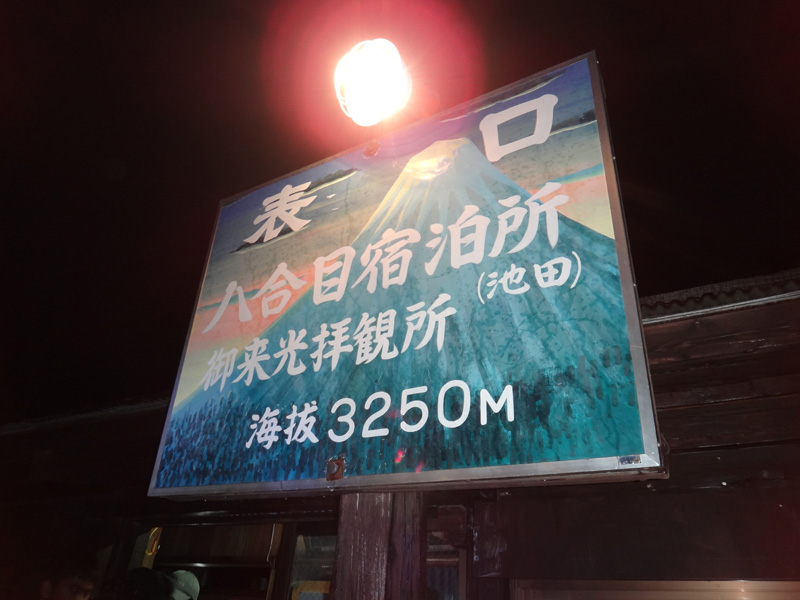 表口
八合目宿泊所
(池田)
御来光拝観所
海抜3250M